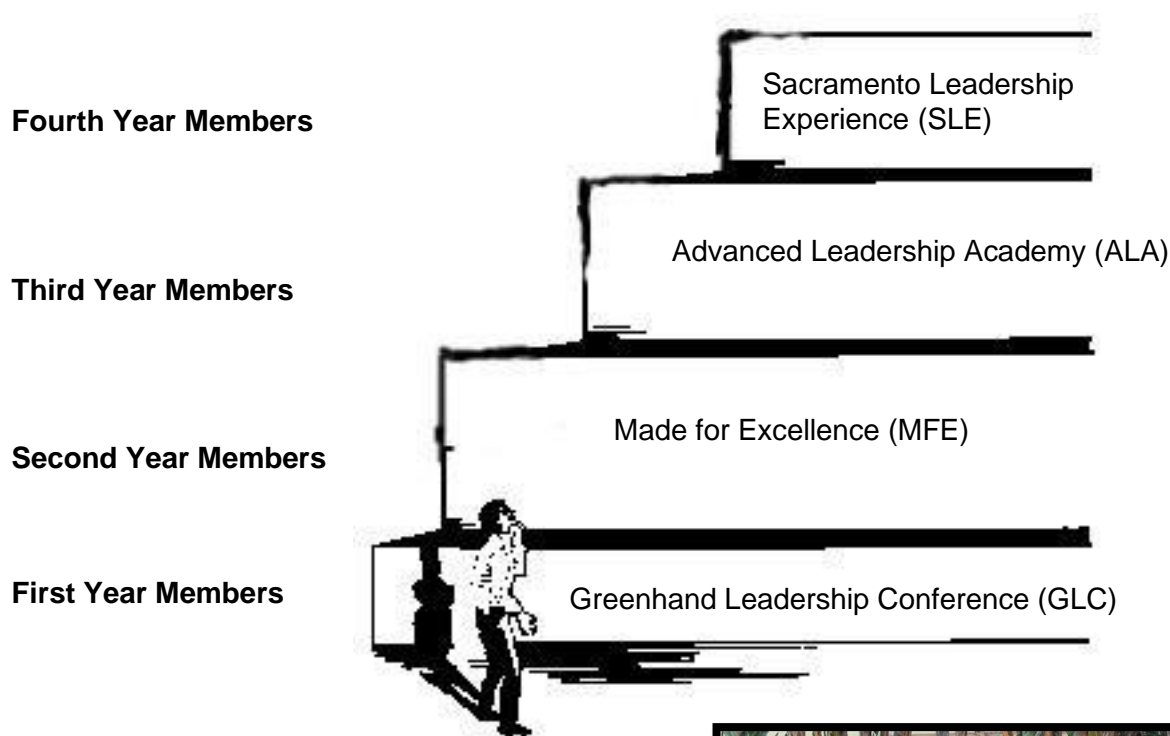 Fourth Year Members
Sacramento Leadership
Experience (SLE)
Third Year Members
Advanced Leadership Academy (ALA)
Second Year Members
Made for Excellence (MFE)
First Year Members
Greenhand Leadership Conference (GLC)